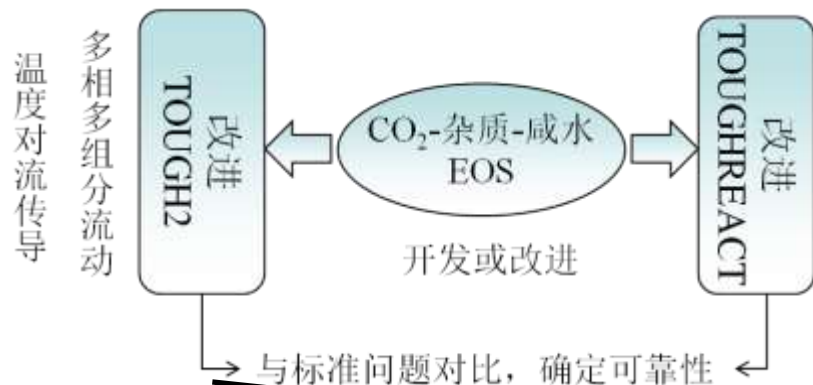 温度对流传导
多相多组分流动
改进
TOUGH2
CO₂-杂质-咸水
EOS
开发或改进
改进
TOUGHREACT
与标准问题对比，确定可靠性